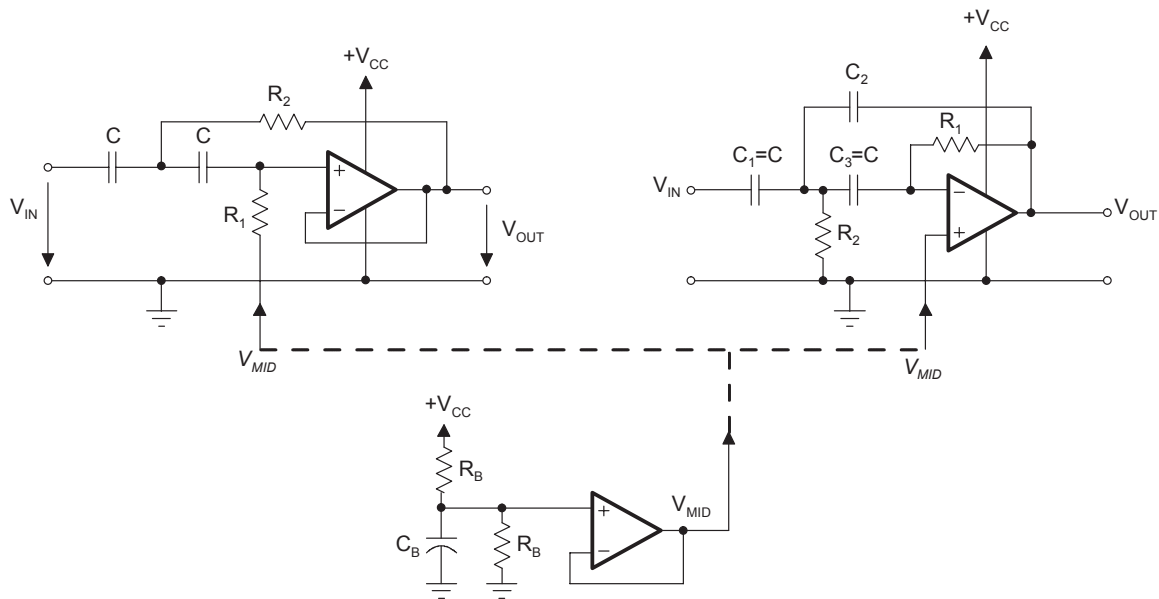 +V_CC
R_2
C C
+
−
R_1
V_IN
V_OUT
V_MID
+V_CC
C_2
R_1
C_1=C C_3=C
V_IN
−
+
R_2
V_OUT
V_MID
+V_CC
R_B
V_MID
+
−
C_B
R_B